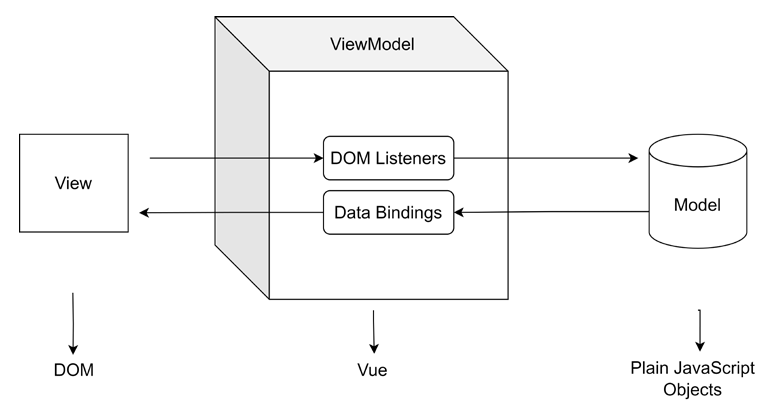 ViewModel
DOM Listeners
View
Data Bindings
Model
DOM
Vue
Plain JavaScript
Objects